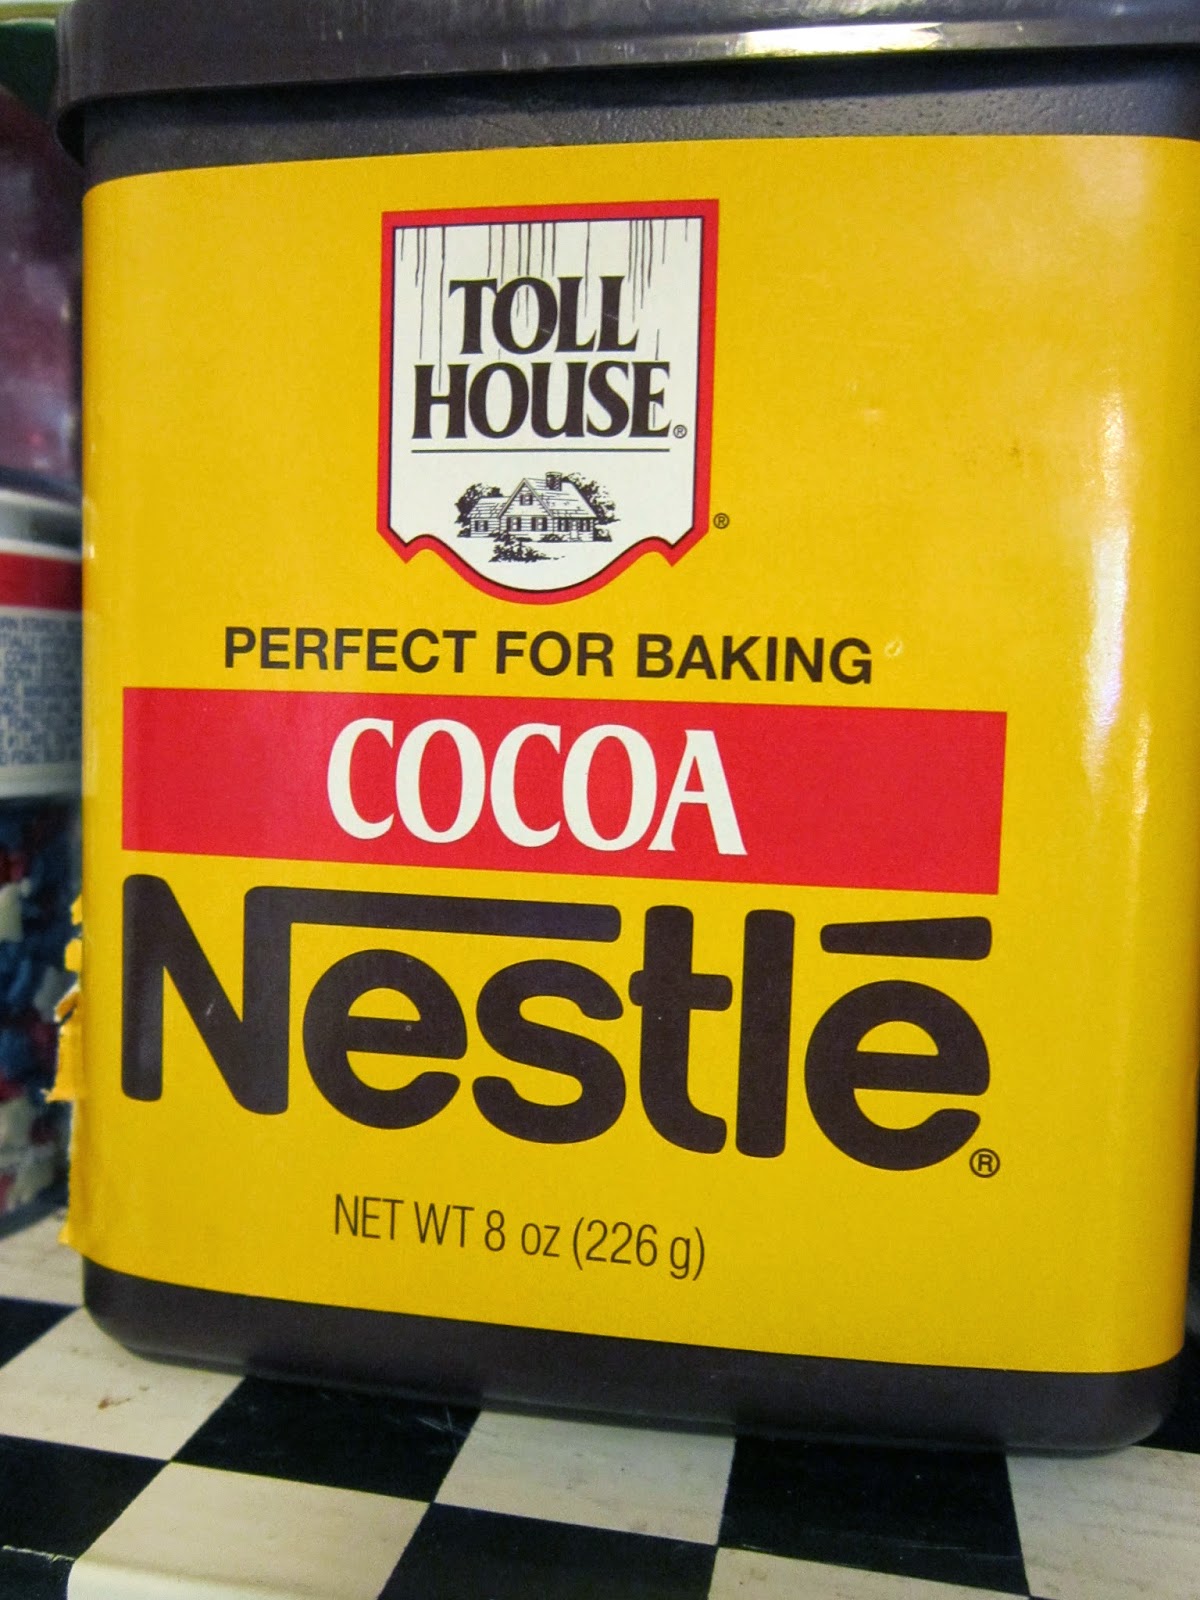 TOLL
HOUSE®
®
PERFECT FOR BAKING
COCOA
Nestlé®
NET WT 8 oz (226 g)